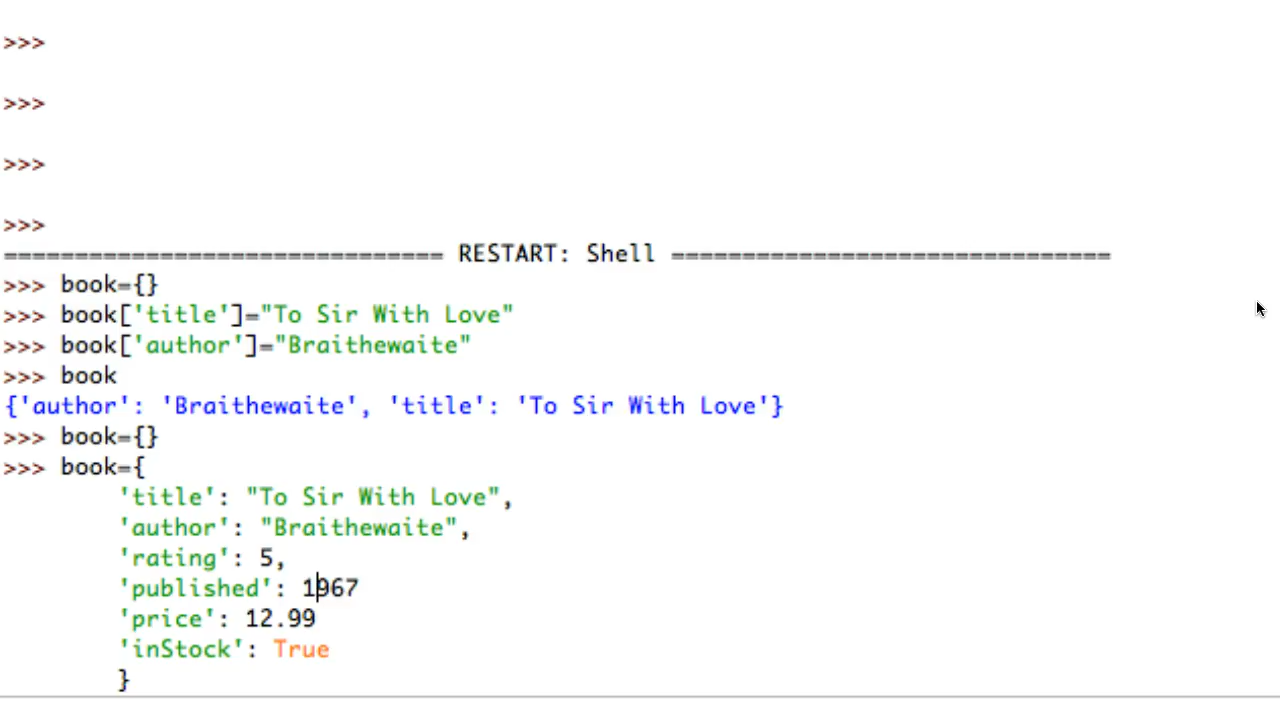 >>>
>>>
>>>
>>>
=============================== RESTART: Shell ===============================
>>> book={}
>>> book['title']="To Sir With Love"
>>> book['author']="Braithewaite"
>>> book
{'author': 'Braithewaite', 'title': 'To Sir With Love'}
>>> book={}
>>> book={
        'title': "To Sir With Love",
        'author': "Braithewaite",
        'rating': 5,
        'published': 1967
        'price': 12.99
        'inStock': True
        }